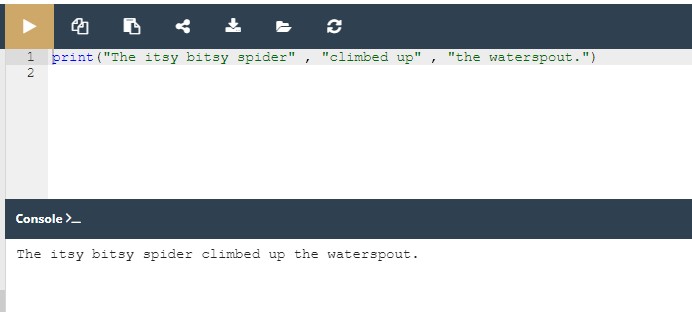 1 print("The itsy bitsy spider" , "climbed up" , "the waterspout.")
2
Console >_
The itsy bitsy spider climbed up the waterspout.